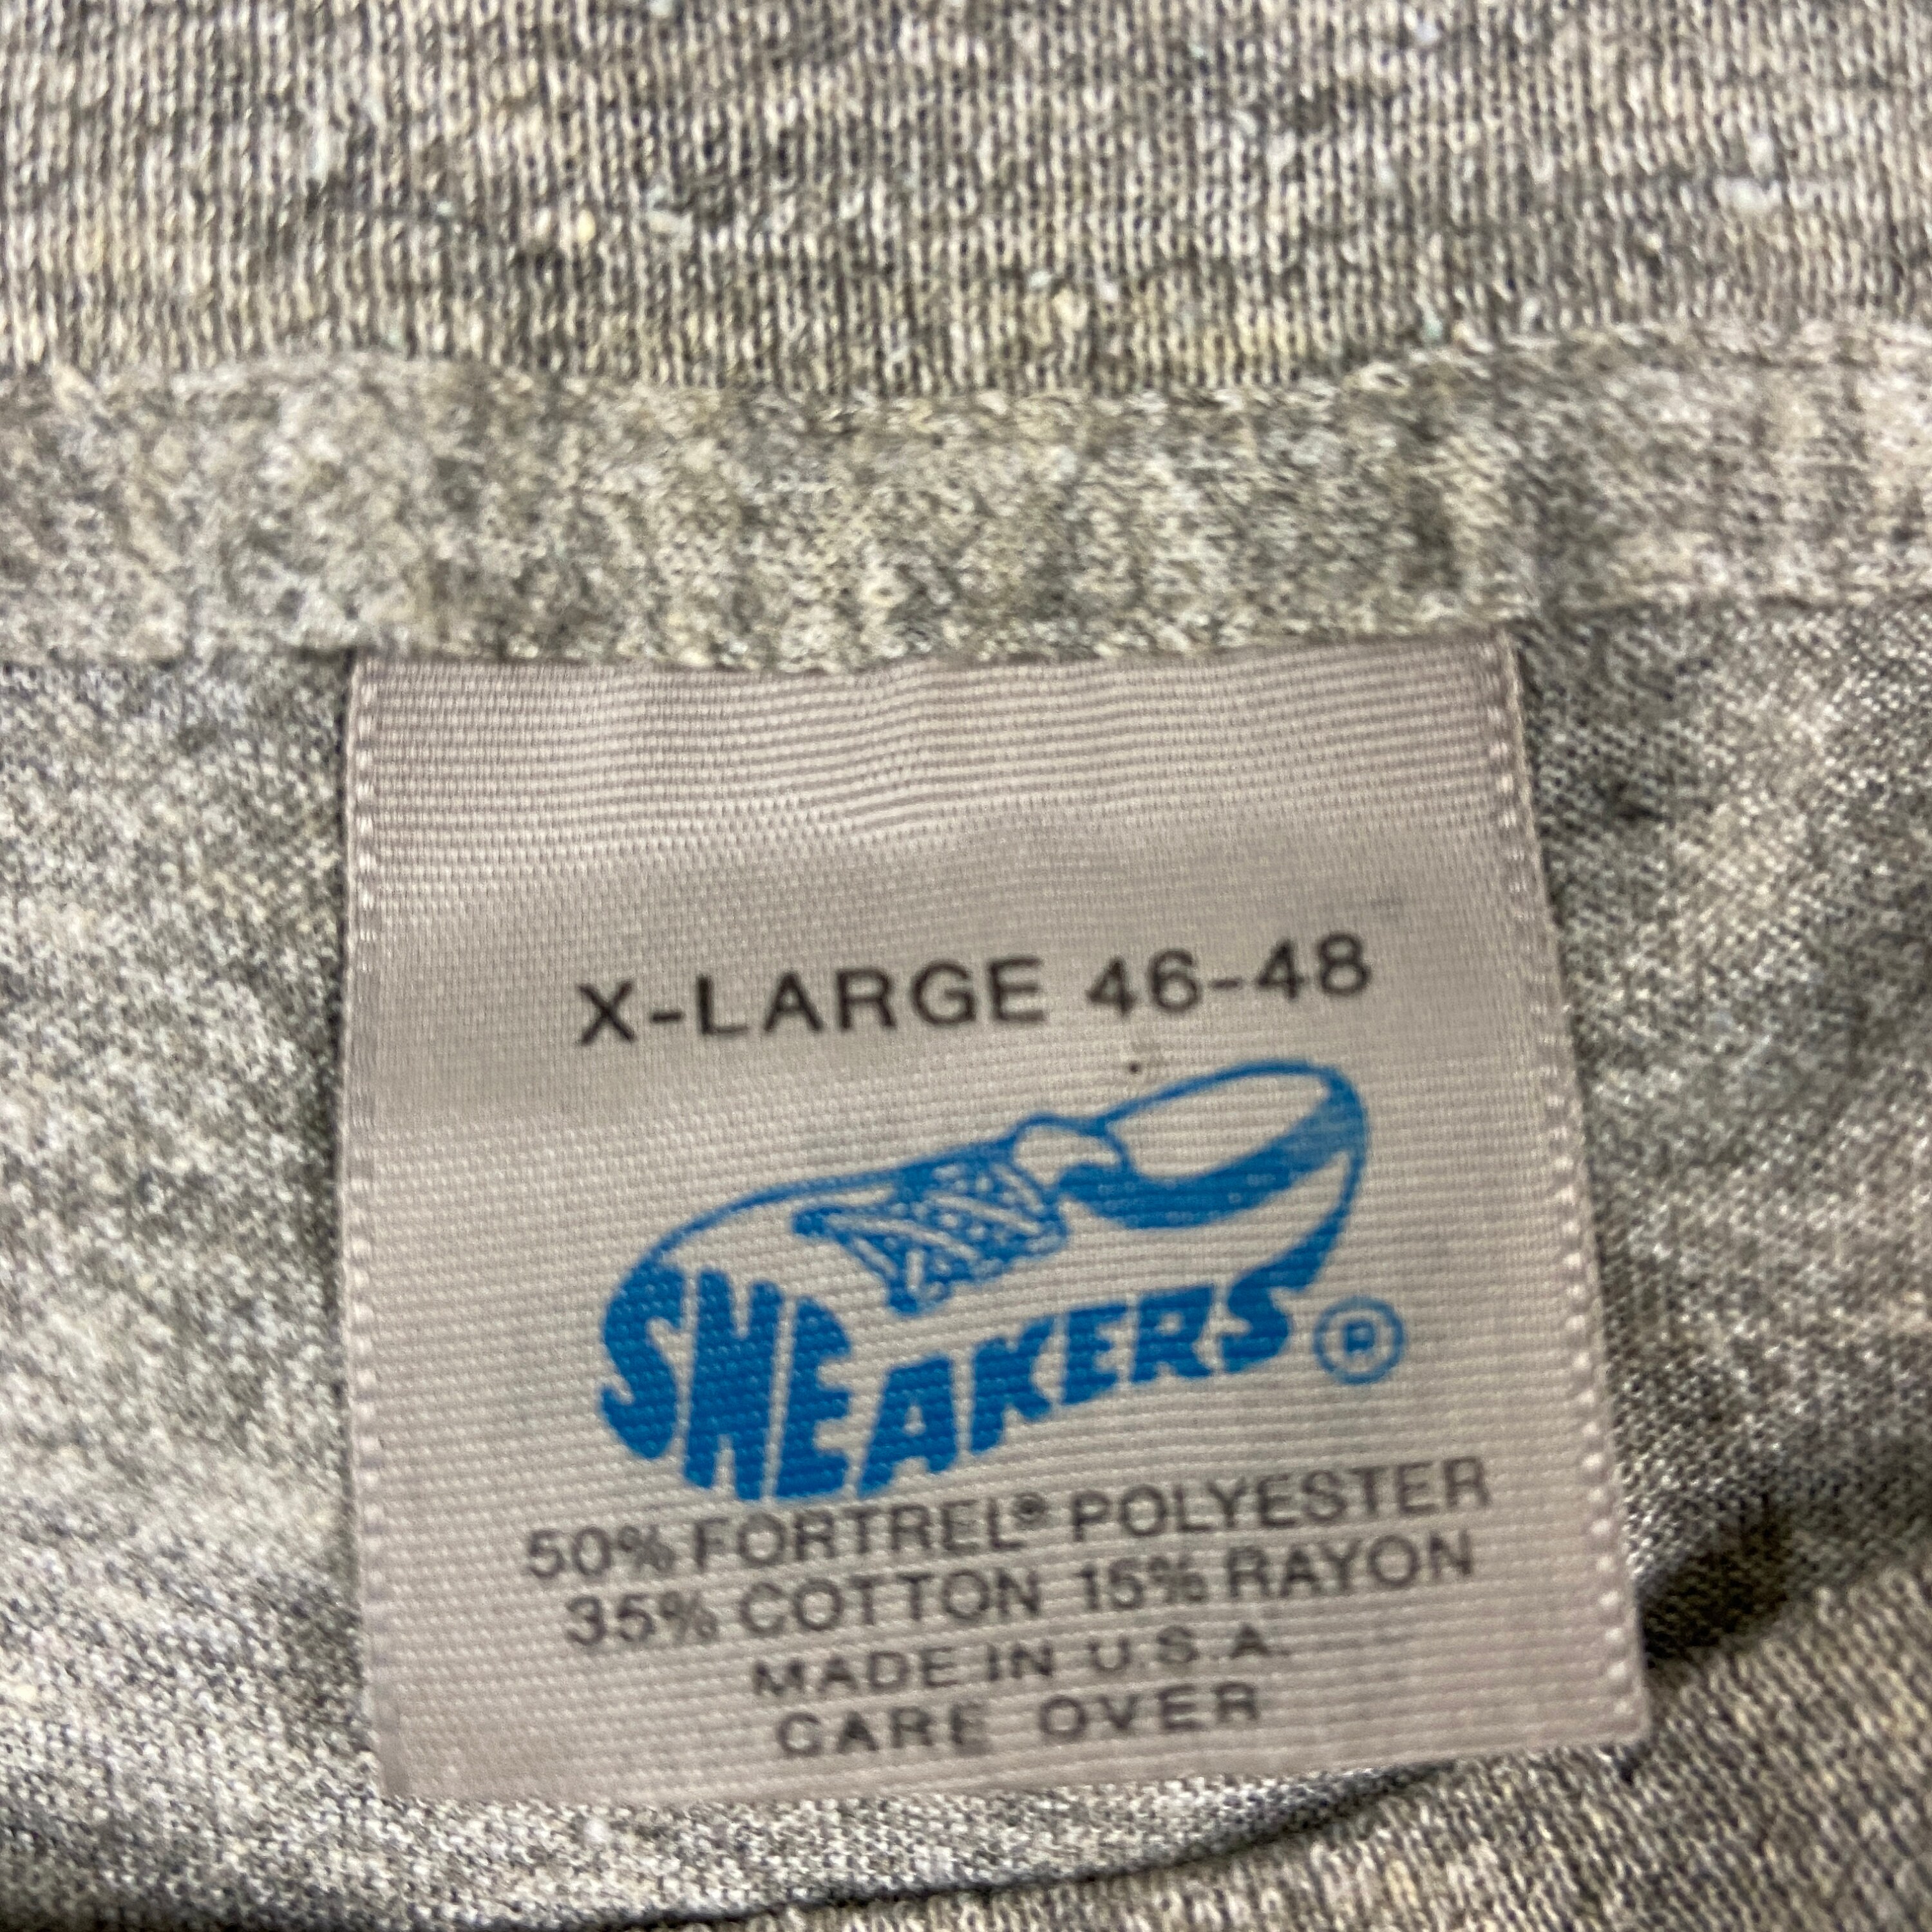 X-LARGE 46-48
SNEAKERS ®
50% FORTREL® POLYESTER
35% COTTON 15% RAYON
MADE IN U.S.A.
CARE OVER